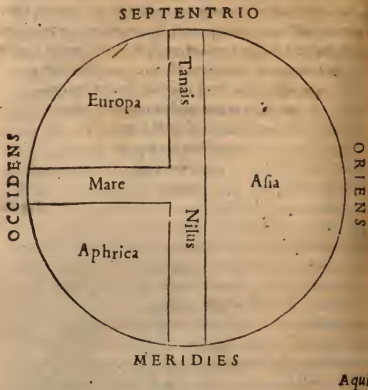 SEPTENTRIO
Tanais
Europa
OCCIDENS
Mare
Aſia
ORIENS
Nilus
Aphrica
MERIDIES
Aqui